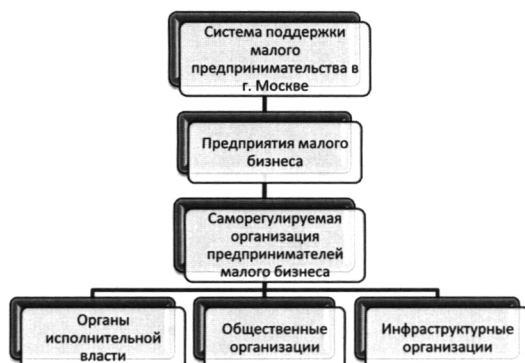 Система поддержки
малого
предпринимательства в
г. Москве
Предприятия малого
бизнеса
Саморегулируемая
организация
предпринимателей
малого бизнеса
Органы
исполнительной
власти
Общественные
организации
Инфраструктурные
организации